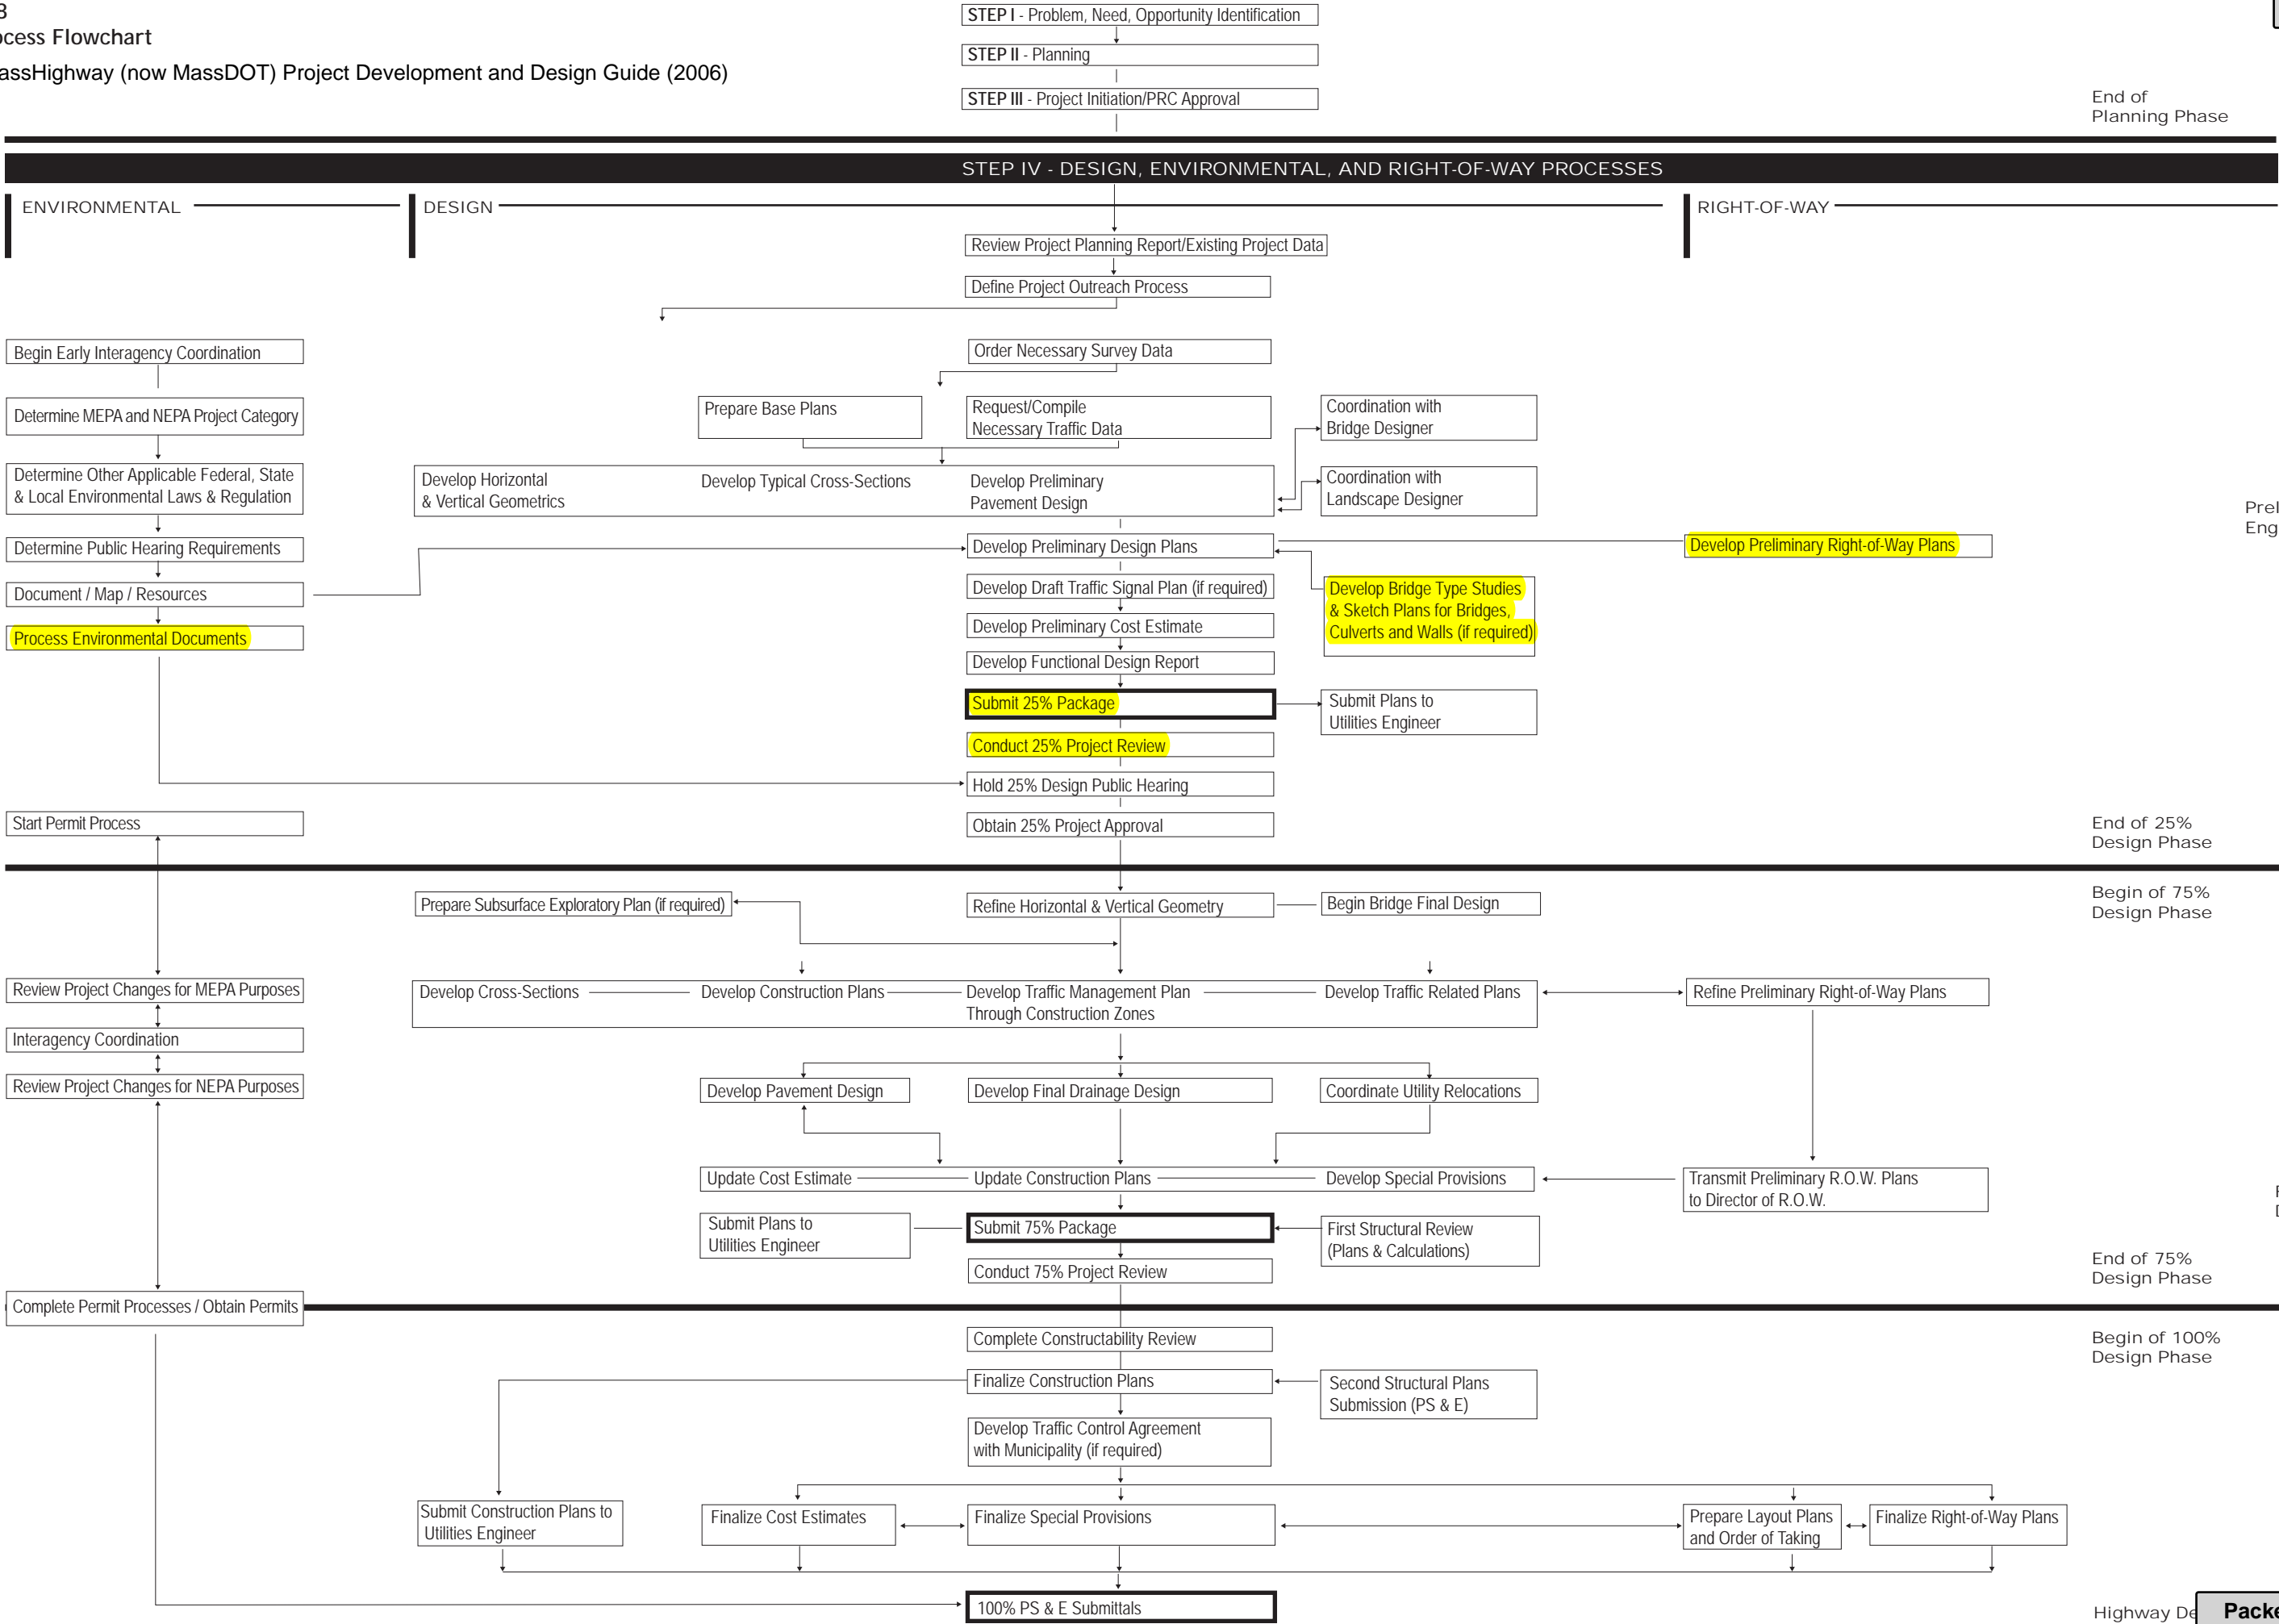 8
ocess Flowchart
assHighway (now MassDOT) Project Development and Design Guide (2006)
STEP I - Problem, Need, Opportunity Identification
STEP II - Planning
STEP III - Project Initiation/PRC Approval
End of
Planning Phase
STEP IV - DESIGN, ENVIRONMENTAL, AND RIGHT-OF-WAY PROCESSES
ENVIRONMENTAL
DESIGN
RIGHT-OF-WAY
Review Project Planning Report/Existing Project Data
Define Project Outreach Process
Begin Early Interagency Coordination
Order Necessary Survey Data
Determine MEPA and NEPA Project Category
Prepare Base Plans
Request/Compile
Necessary Traffic Data
Coordination with
Bridge Designer
Determine Other Applicable Federal, State
& Local Environmental Laws & Regulation
Develop Horizontal
& Vertical Geometrics
Develop Typical Cross-Sections
Develop Preliminary
Pavement Design
Coordination with
Landscape Designer
Prel
Eng
Determine Public Hearing Requirements
Develop Preliminary Design Plans
Develop Preliminary Right-of-Way Plans
Document / Map / Resources
Develop Draft Traffic Signal Plan (if required)
Develop Bridge Type Studies
& Sketch Plans for Bridges,
Culverts and Walls (if required)
Process Environmental Documents
Develop Preliminary Cost Estimate
Develop Functional Design Report
Submit 25% Package
Submit Plans to
Utilities Engineer
Conduct 25% Project Review
Hold 25% Design Public Hearing
Start Permit Process
Obtain 25% Project Approval
End of 25%
Design Phase
Begin of 75%
Design Phase
Prepare Subsurface Exploratory Plan (if required)
Refine Horizontal & Vertical Geometry
Begin Bridge Final Design
Review Project Changes for MEPA Purposes
Develop Cross-Sections
Develop Construction Plans
Develop Traffic Management Plan
Through Construction Zones
Develop Traffic Related Plans
Refine Preliminary Right-of-Way Plans
Interagency Coordination
Review Project Changes for NEPA Purposes
Develop Pavement Design
Develop Final Drainage Design
Coordinate Utility Relocations
Update Cost Estimate
Update Construction Plans
Develop Special Provisions
Transmit Preliminary R.O.W. Plans
to Director of R.O.W.
Submit Plans to
Utilities Engineer
Submit 75% Package
First Structural Review
(Plans & Calculations)
Conduct 75% Project Review
End of 75%
Design Phase
Complete Permit Processes / Obtain Permits
Complete Constructability Review
Begin of 100%
Design Phase
Finalize Construction Plans
Second Structural Plans
Submission (PS & E)
Develop Traffic Control Agreement
with Municipality (if required)
Submit Construction Plans to
Utilities Engineer
Finalize Cost Estimates
Finalize Special Provisions
Prepare Layout Plans
and Order of Taking
Finalize Right-of-Way Plans
100% PS & E Submittals
Highway De
Packe